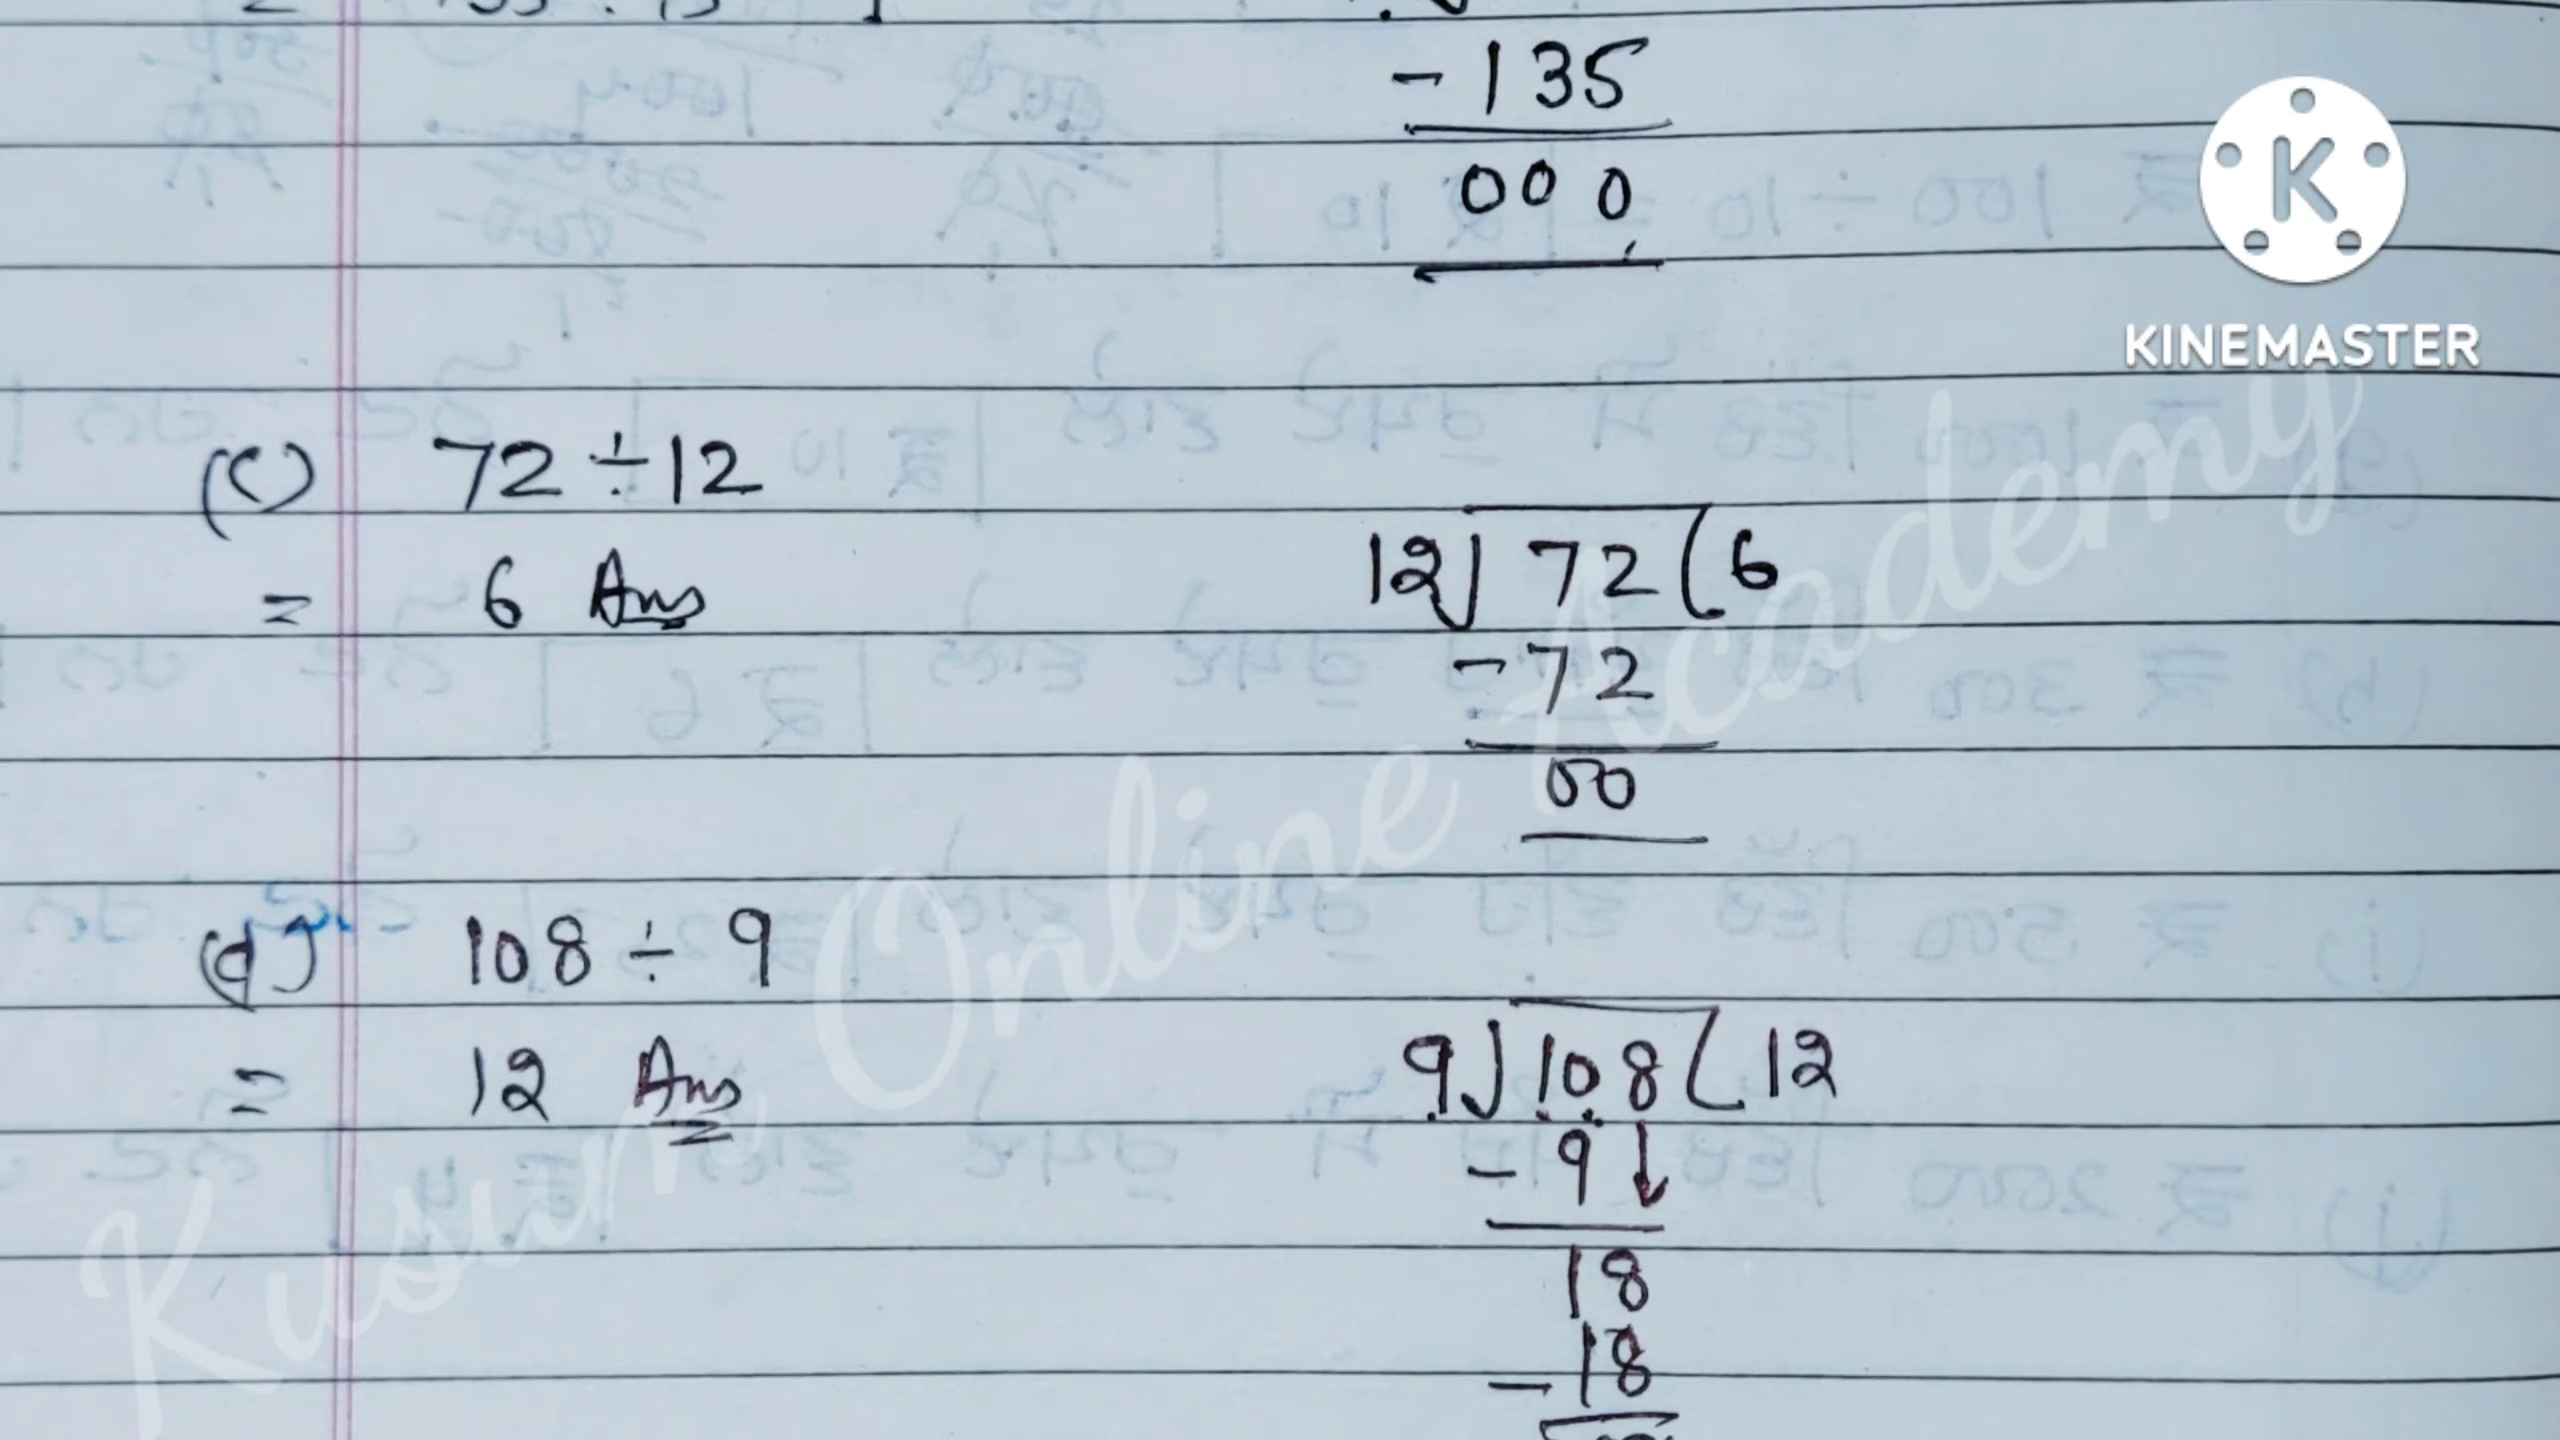 - 135
000
KINEMASTER
(c) 72 ÷ 12
= 6 Ans
12) 72 ( 6
- 72
00
(d) 108 ÷ 9
= 12 Ans
9) 108 ( 12
- 9 ↓
18
- 18
Kusum Online Academy